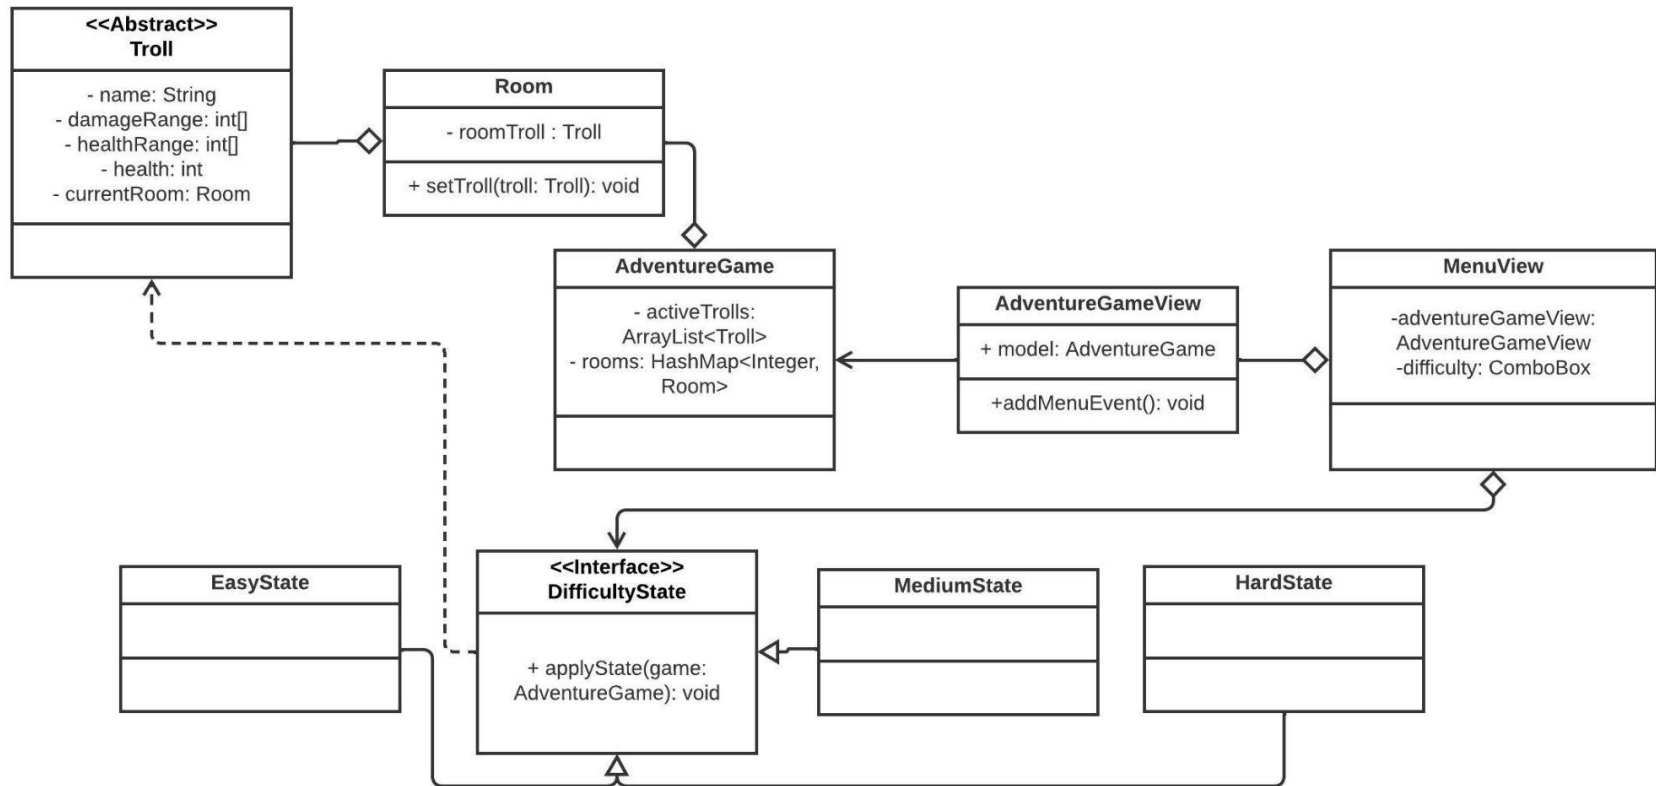 <<Abstract>>
Troll
- name: String
- damageRange: int[]
- healthRange: int[]
- health: int
- currentRoom: Room
Room
- roomTroll : Troll
+ setTroll(troll: Troll): void
AdventureGame
- activeTrolls:
ArrayList<Troll>
- rooms: HashMap<Integer,
Room>
AdventureGameView
+ model: AdventureGame
+addMenuEvent(): void
MenuView
-adventureGameView:
AdventureGameView
-difficulty: ComboBox
EasyState
<<Interface>>
DifficultyState
+ applyState(game:
AdventureGame): void
MediumState
HardState